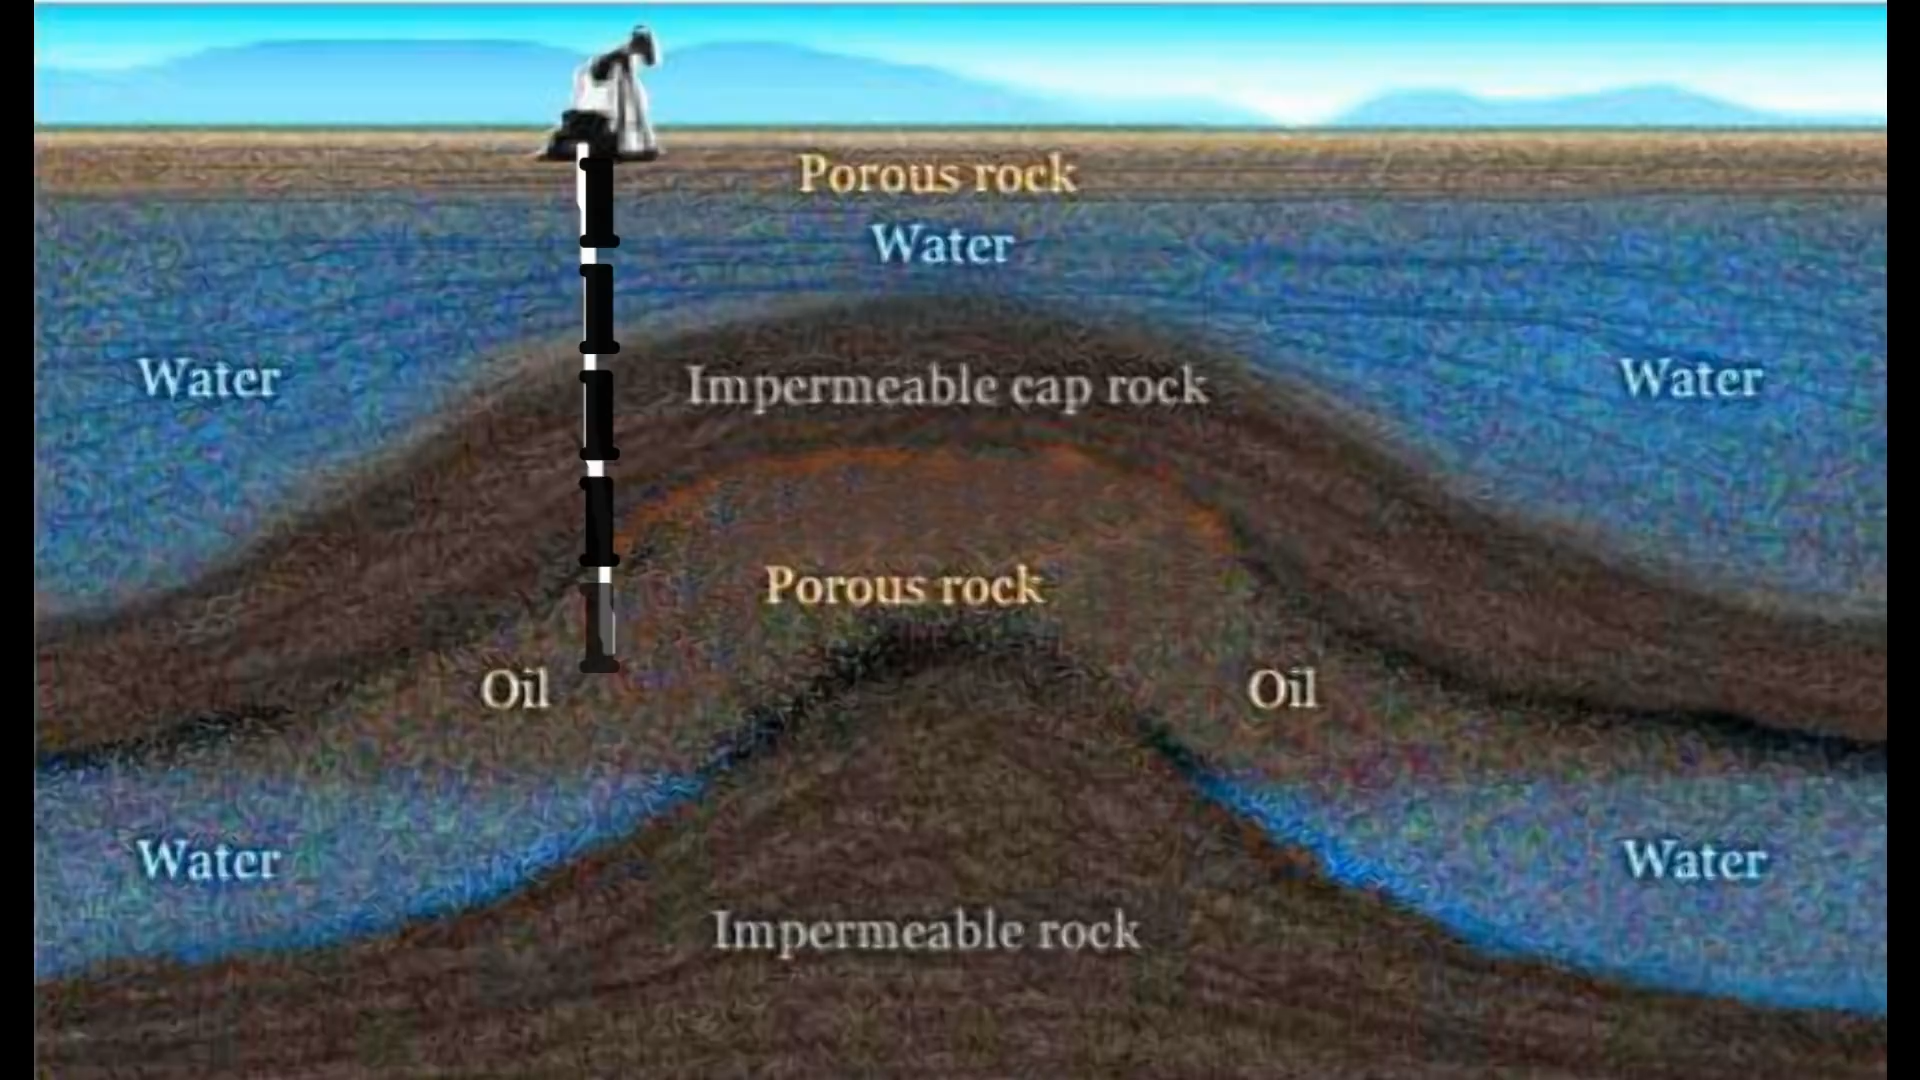 Porous rock
Water
Water
Impermeable cap rock
Water
Porous rock
Oil
Oil
Water
Water
Impermeable rock